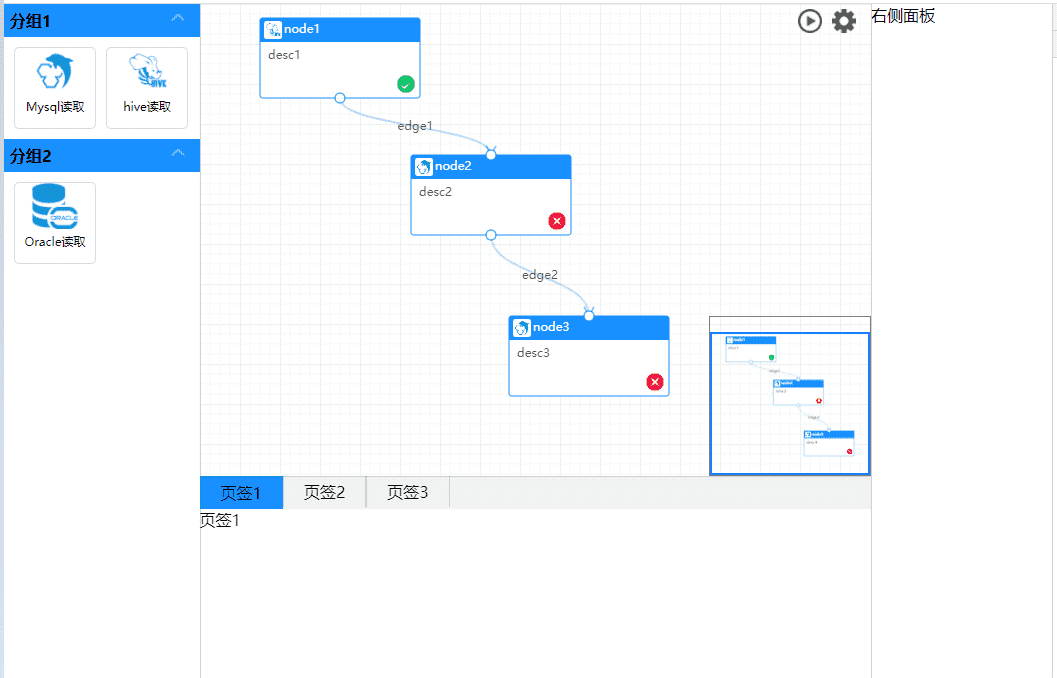 分组1
Mysql读取
hive读取
分组2
ORACLE
Oracle读取
node1
desc1
edge1
node2
desc2
edge2
node3
desc3
右侧面板
页签1
页签2
页签3
页签1